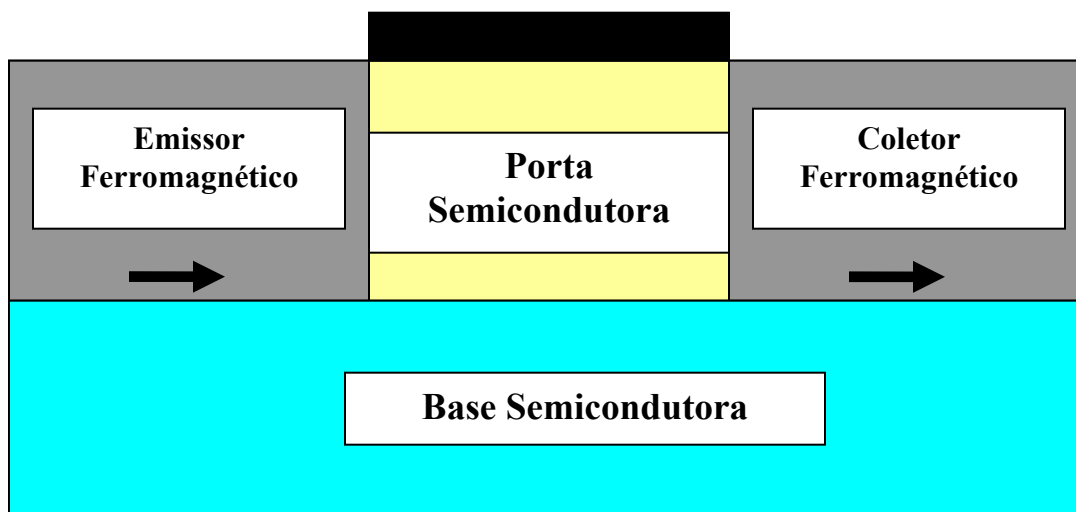 Emissor
Ferromagnético
Porta
Semicondutora
Coletor
Ferromagnético
Base Semicondutora